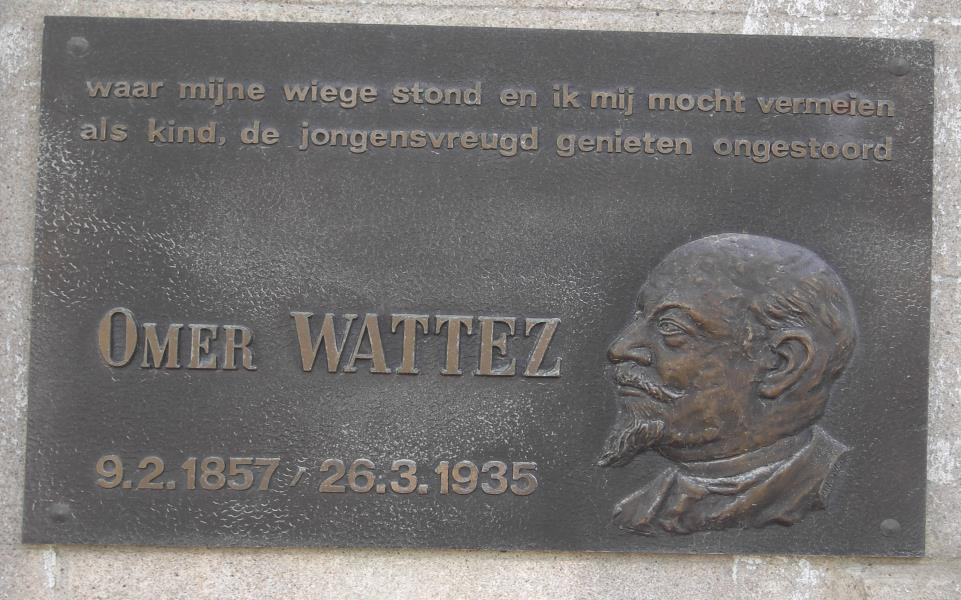 waar mijne wiege stond en ik mij mocht vermeien
als kind, de jongensvreugd genieten ongestoord
OMER WATTEZ
9.2.1857 / 26.3.1935